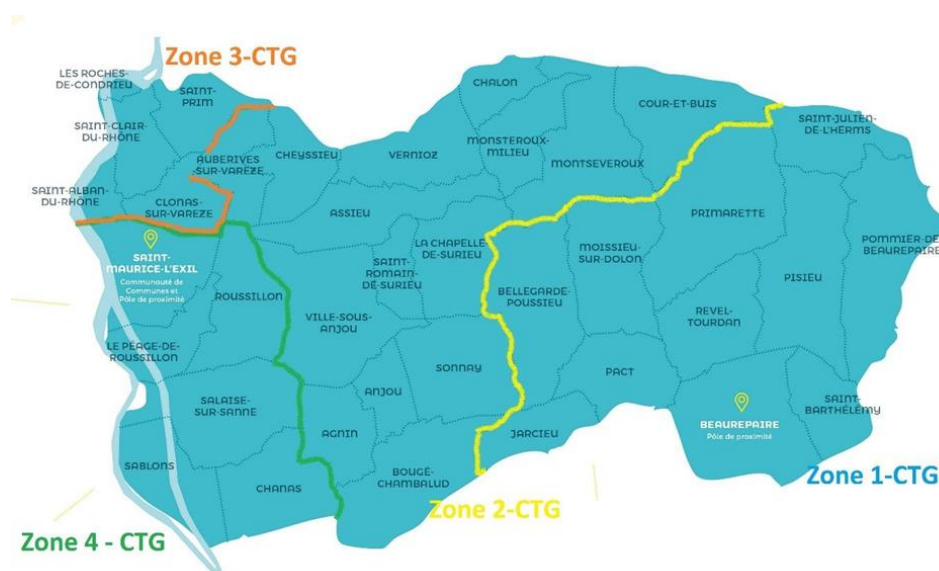 Zone 3-CTG
LES ROCHES-
DE-CONDRIEU
SAINT-
PRIM
CHALON
COUR-ET-BUIS
SAINT-JULIEN-
DE-L'HERMS
SAINT-CLAIR-
DU-RHÔNE
AUBERIVES
-SUR-VARÈZE
CHEYSSIEU
VERNIOZ
MONSTEROUX-
MILIEU
MONTSEVEROUX
SAINT-ALBAN-
DU-RHÔNE
CLONAS-
SUR-VAREZE
ASSIEU
PRIMARETTE
LA CHAPELLE-
DE-SURIEU
MOISSIEU-
SUR-DOLON
POMMIER-DE-
BEAUREPAIRE
SAINT-
MAURICE-L'EXIL
Communauté de
Communes et
Pôle de proximité
SAINT-
ROMAIN-
DE-SURIEU
PISIEU
ROUSSILLON
BELLEGARDE-
POUSSIEU
VILLE-SOUS-
ANJOU
REVEL-
TOURDAN
LE PÉAGE-DE-
ROUSSILLON
SONNAY
PACT
ANJOU
SALAISE-
SUR-SANNE
SAINT-
BARTHÉLÉMY
BEAUREPAIRE
Pôle de proximité
AGNIN
JARCIEU
SABLONS
BOUGÉ-
CHAMBALUD
CHANAS
Zone 1-CTG
Zone 2-CTG
Zone 4 - CTG